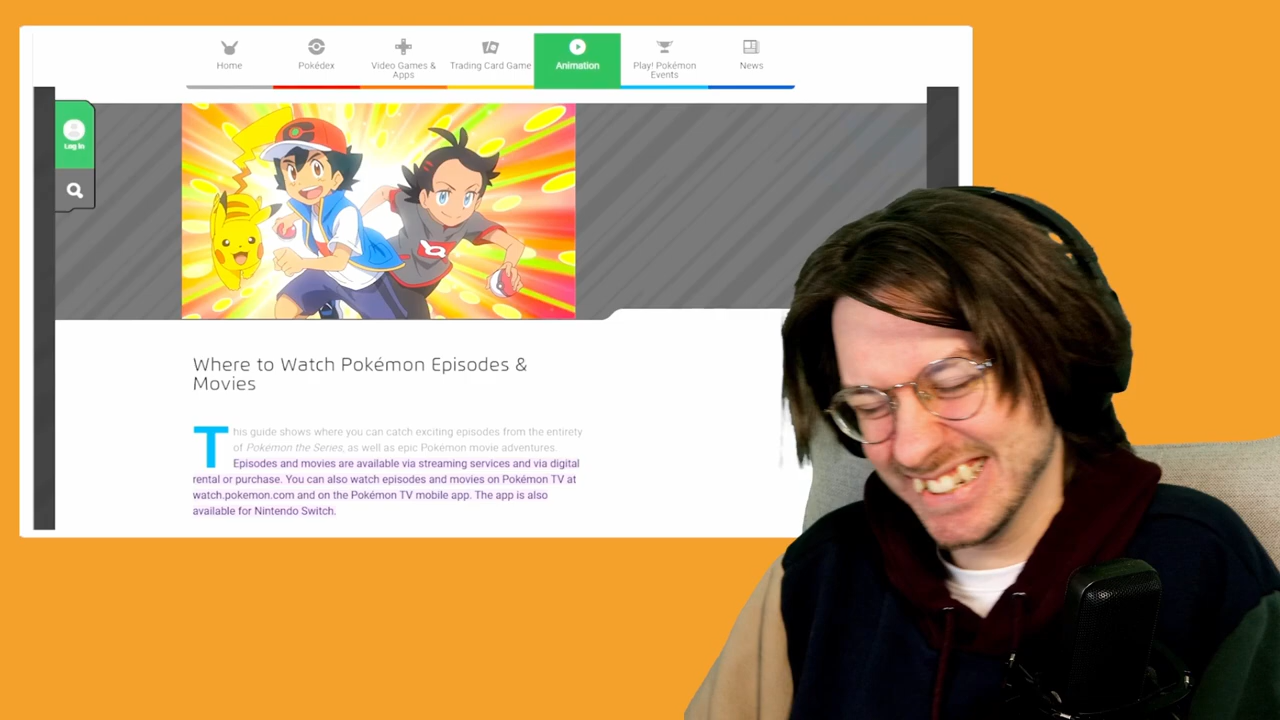 Home
Pokédex
Video Games &
Apps
Trading Card Game
Animation
Play! Pokémon
Events
News
Log In
Where to Watch Pokémon Episodes &
Movies
This guide shows where you can catch exciting episodes from the entirety
of Pokémon the Series, as well as epic Pokémon movie adventures.
Episodes and movies are available via streaming services and via digital
rental or purchase. You can also watch episodes and movies on Pokémon TV at
watch.pokemon.com and on the Pokémon TV mobile app. The app is also
available for Nintendo Switch.